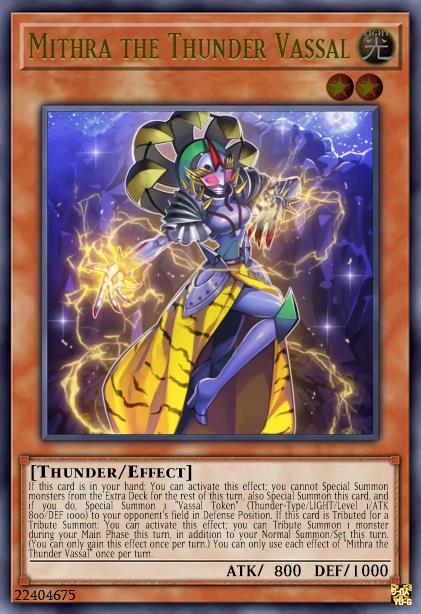 MITHRA THE THUNDER VASSAL
LIGHT
光
[THUNDER/EFFECT]
If this card is in your hand: You can activate this effect; you cannot Special Summon
monsters from the Extra Deck for the rest of this turn, also Special Summon this card, and
if you do, Special Summon 1 "Vassal Token" (Thunder-Type/LIGHT/Level 1/ATK
800/DEF 1000) to your opponent's field in Defense Position. If this card is Tributed for a
Tribute Summon: You can activate this effect; you can Tribute Summon 1 monster
during your Main Phase this turn, in addition to your Normal Summon/Set this turn.
(You can only gain this effect once per turn.) You can only use each effect of "Mithra the
Thunder Vassal" once per turn.
ATK/ 800 DEF/1000
22404675